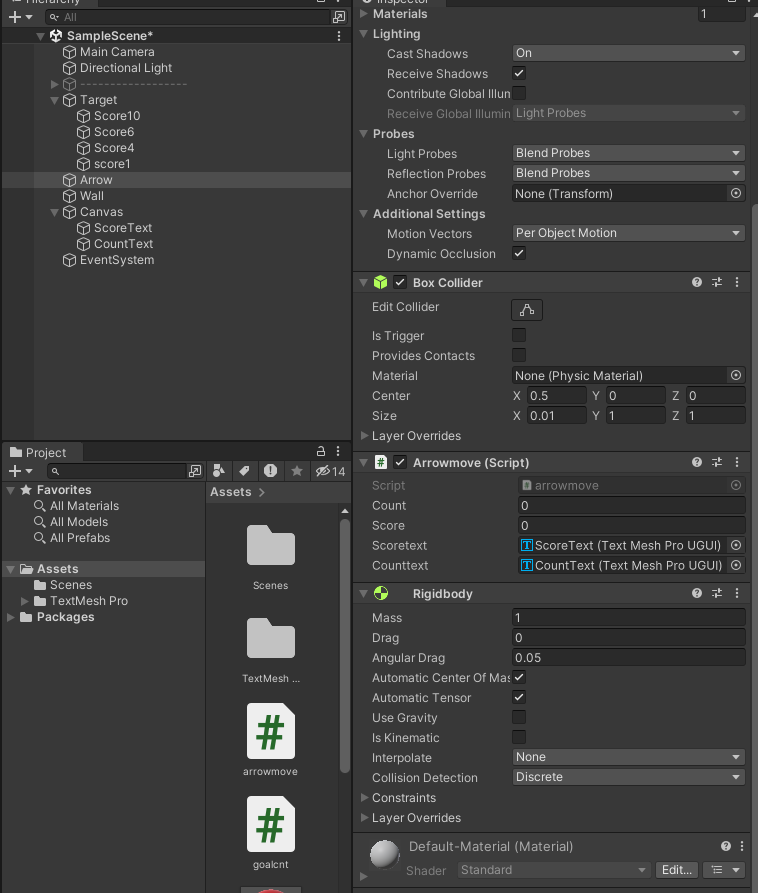 Hierarchy
All
SampleScene*
Main Camera
Directional Light
------------------
Target
Score10
Score6
Score4
score1
Arrow
Wall
Canvas
ScoreText
CountText
EventSystem
Project
14
Favorites
All Materials
All Models
All Prefabs
Assets
Scenes
TextMesh Pro
Packages
Assets
Scenes
TextMesh ...
arrowmove
goalcnt
Inspector
Materials 1
Lighting
Cast Shadows On
Receive Shadows
Contribute Global Illum
Receive Global Illumin Light Probes
Probes
Light Probes Blend Probes
Reflection Probes Blend Probes
Anchor Override None (Transform)
Additional Settings
Motion Vectors Per Object Motion
Dynamic Occlusion
Box Collider
Edit Collider
Is Trigger
Provides Contacts
Material None (Physic Material)
Center X 0.5 Y 0 Z 0
Size X 0.01 Y 1 Z 1
Layer Overrides
# Arrowmove (Script)
Script # arrowmove
Count 0
Score 0
Scoretext T ScoreText (Text Mesh Pro UGUI)
Counttext T CountText (Text Mesh Pro UGUI)
Rigidbody
Mass 1
Drag 0
Angular Drag 0.05
Automatic Center Of Mas
Automatic Tensor
Use Gravity
Is Kinematic
Interpolate None
Collision Detection Discrete
Constraints
Layer Overrides
Default-Material (Material)
Shader Standard Edit...